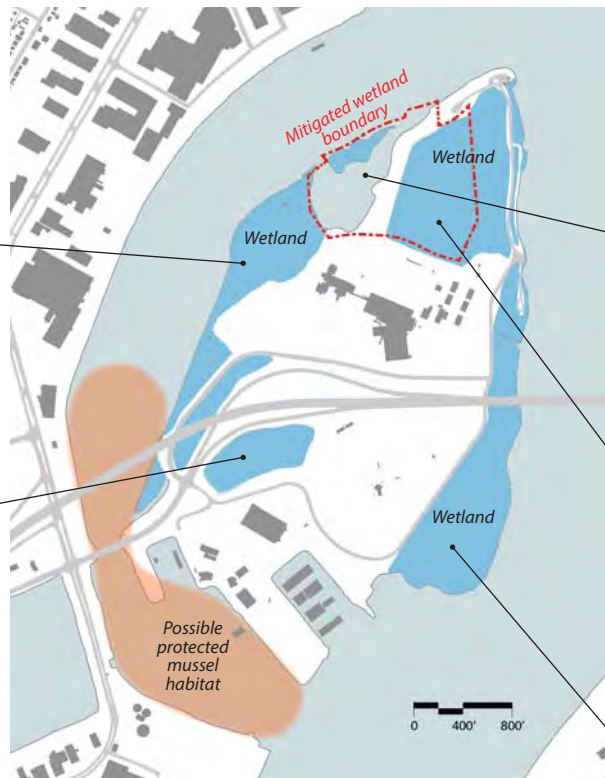 Mitigated wetland
boundary
Wetland
Wetland
Wetland
Possible
protected
mussel
habitat
0 400' 800'